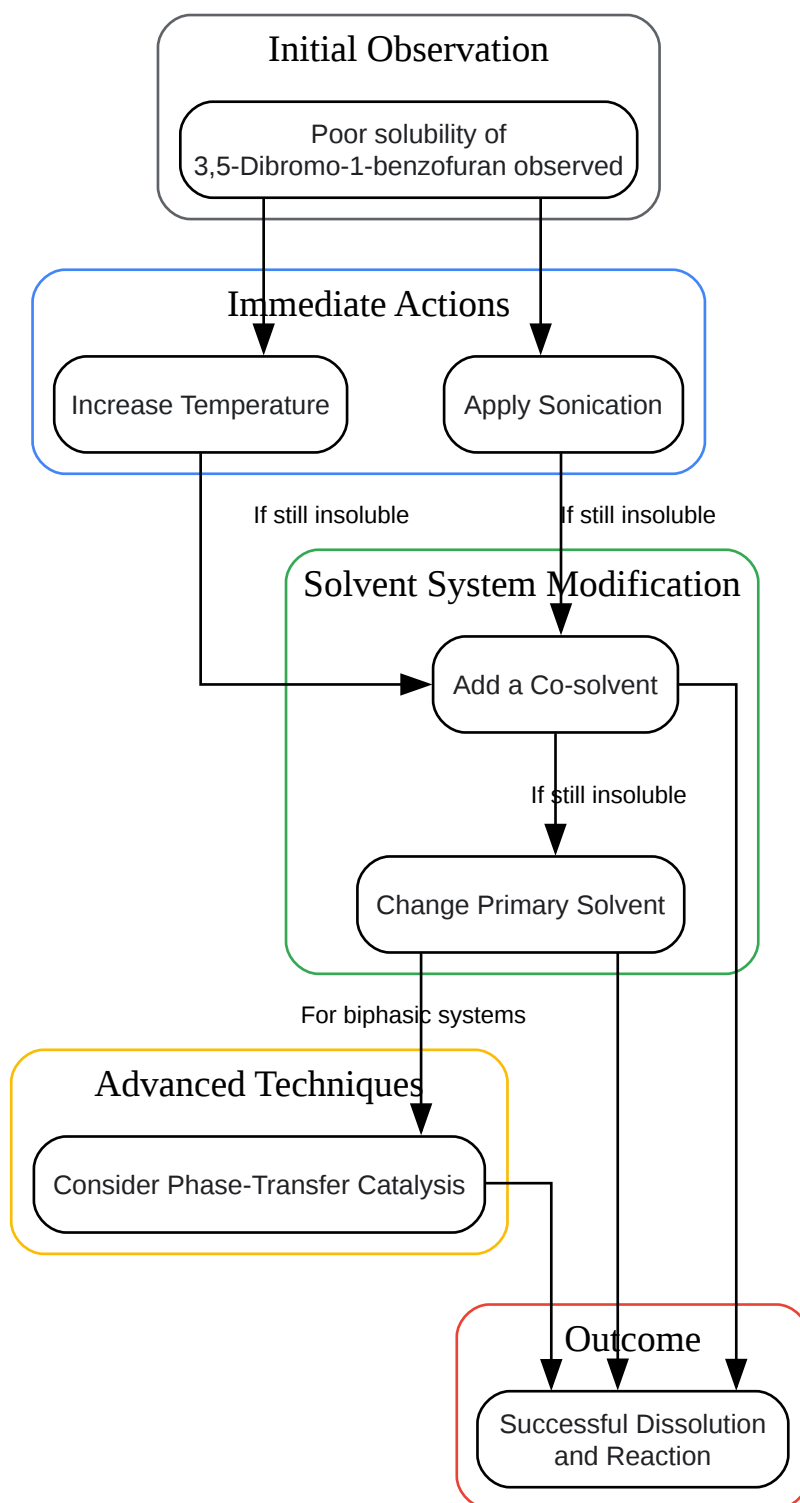 Initial Observation
Poor solubility of
3,5-Dibromo-1-benzofuran observed
Immediate Actions
Increase Temperature
Apply Sonication
If still insoluble
If still insoluble
Solvent System Modification
Add a Co-solvent
If still insoluble
Change Primary Solvent
For biphasic systems
Advanced Techniques
Consider Phase-Transfer Catalysis
Outcome
Successful Dissolution
and Reaction